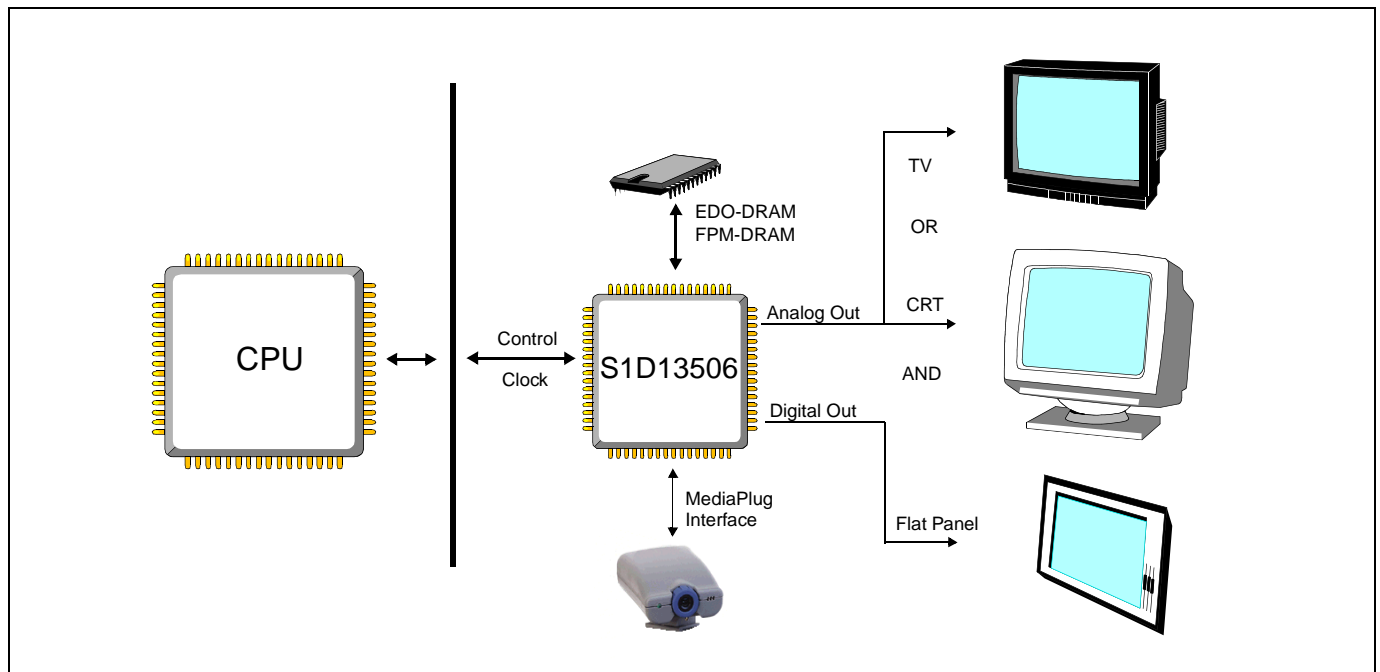 TV
EDO-DRAM
FPM-DRAM
OR
CPU
Control
Clock
S1D13506
Analog Out
CRT
AND
Digital Out
MediaPlug
Interface
Flat Panel